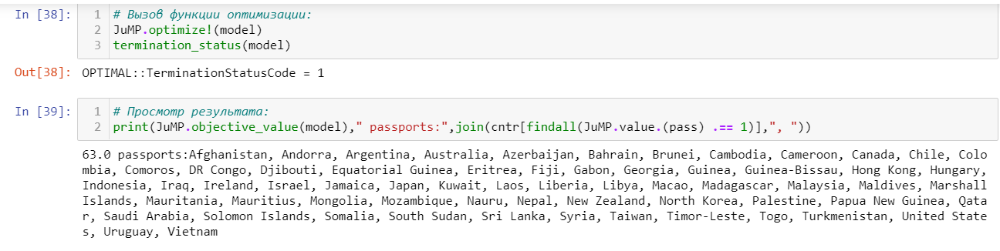 In [38]:
1 # Вызов функции оптимизации:
2 JuMP.optimize!(model)
3 termination_status(model)
Out[38]: OPTIMAL::TerminationStatusCode = 1
In [39]:
1 # Просмотр результата:
2 print(JuMP.objective_value(model)," passports:",join(cntr[findall(JuMP.value.(pass) .== 1)],", "))
63.0 passports:Afghanistan, Andorra, Argentina, Australia, Azerbaijan, Bahrain, Brunei, Cambodia, Cameroon, Canada, Chile, Colo
mbia, Comoros, DR Congo, Djibouti, Equatorial Guinea, Eritrea, Fiji, Gabon, Georgia, Guinea, Guinea-Bissau, Hong Kong, Hungary,
Indonesia, Iraq, Ireland, Israel, Jamaica, Japan, Kuwait, Laos, Liberia, Libya, Macao, Madagascar, Malaysia, Maldives, Marshall
Islands, Mauritania, Mauritius, Mongolia, Mozambique, Nauru, Nepal, New Zealand, North Korea, Palestine, Papua New Guinea, Qata
r, Saudi Arabia, Solomon Islands, Somalia, South Sudan, Sri Lanka, Syria, Taiwan, Timor-Leste, Togo, Turkmenistan, United State
s, Uruguay, Vietnam